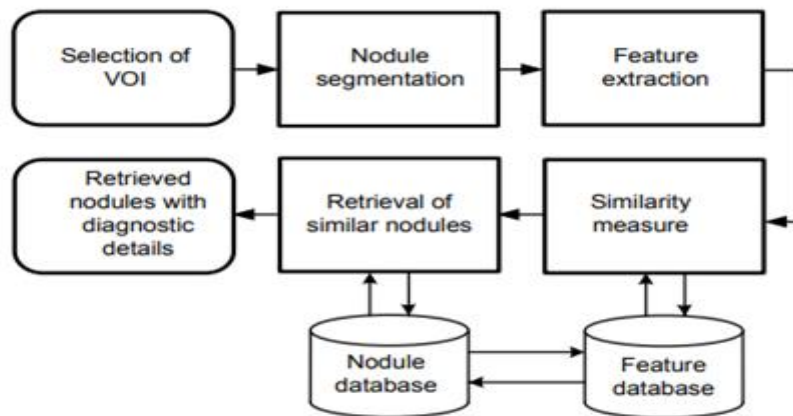 Selection of
VOI
Nodule
segmentation
Feature
extraction
Retrieved
nodules with
diagnostic
details
Retrieval of
similar nodules
Similarity
measure
Nodule
database
Feature
database